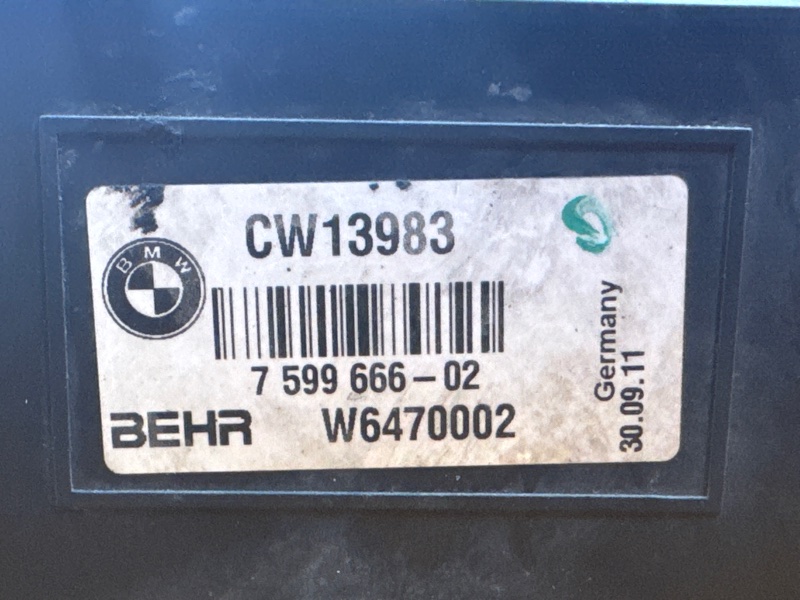 CW13983
BMW
7 599 666-02
BEHR
W6470002
Germany
30.09.11